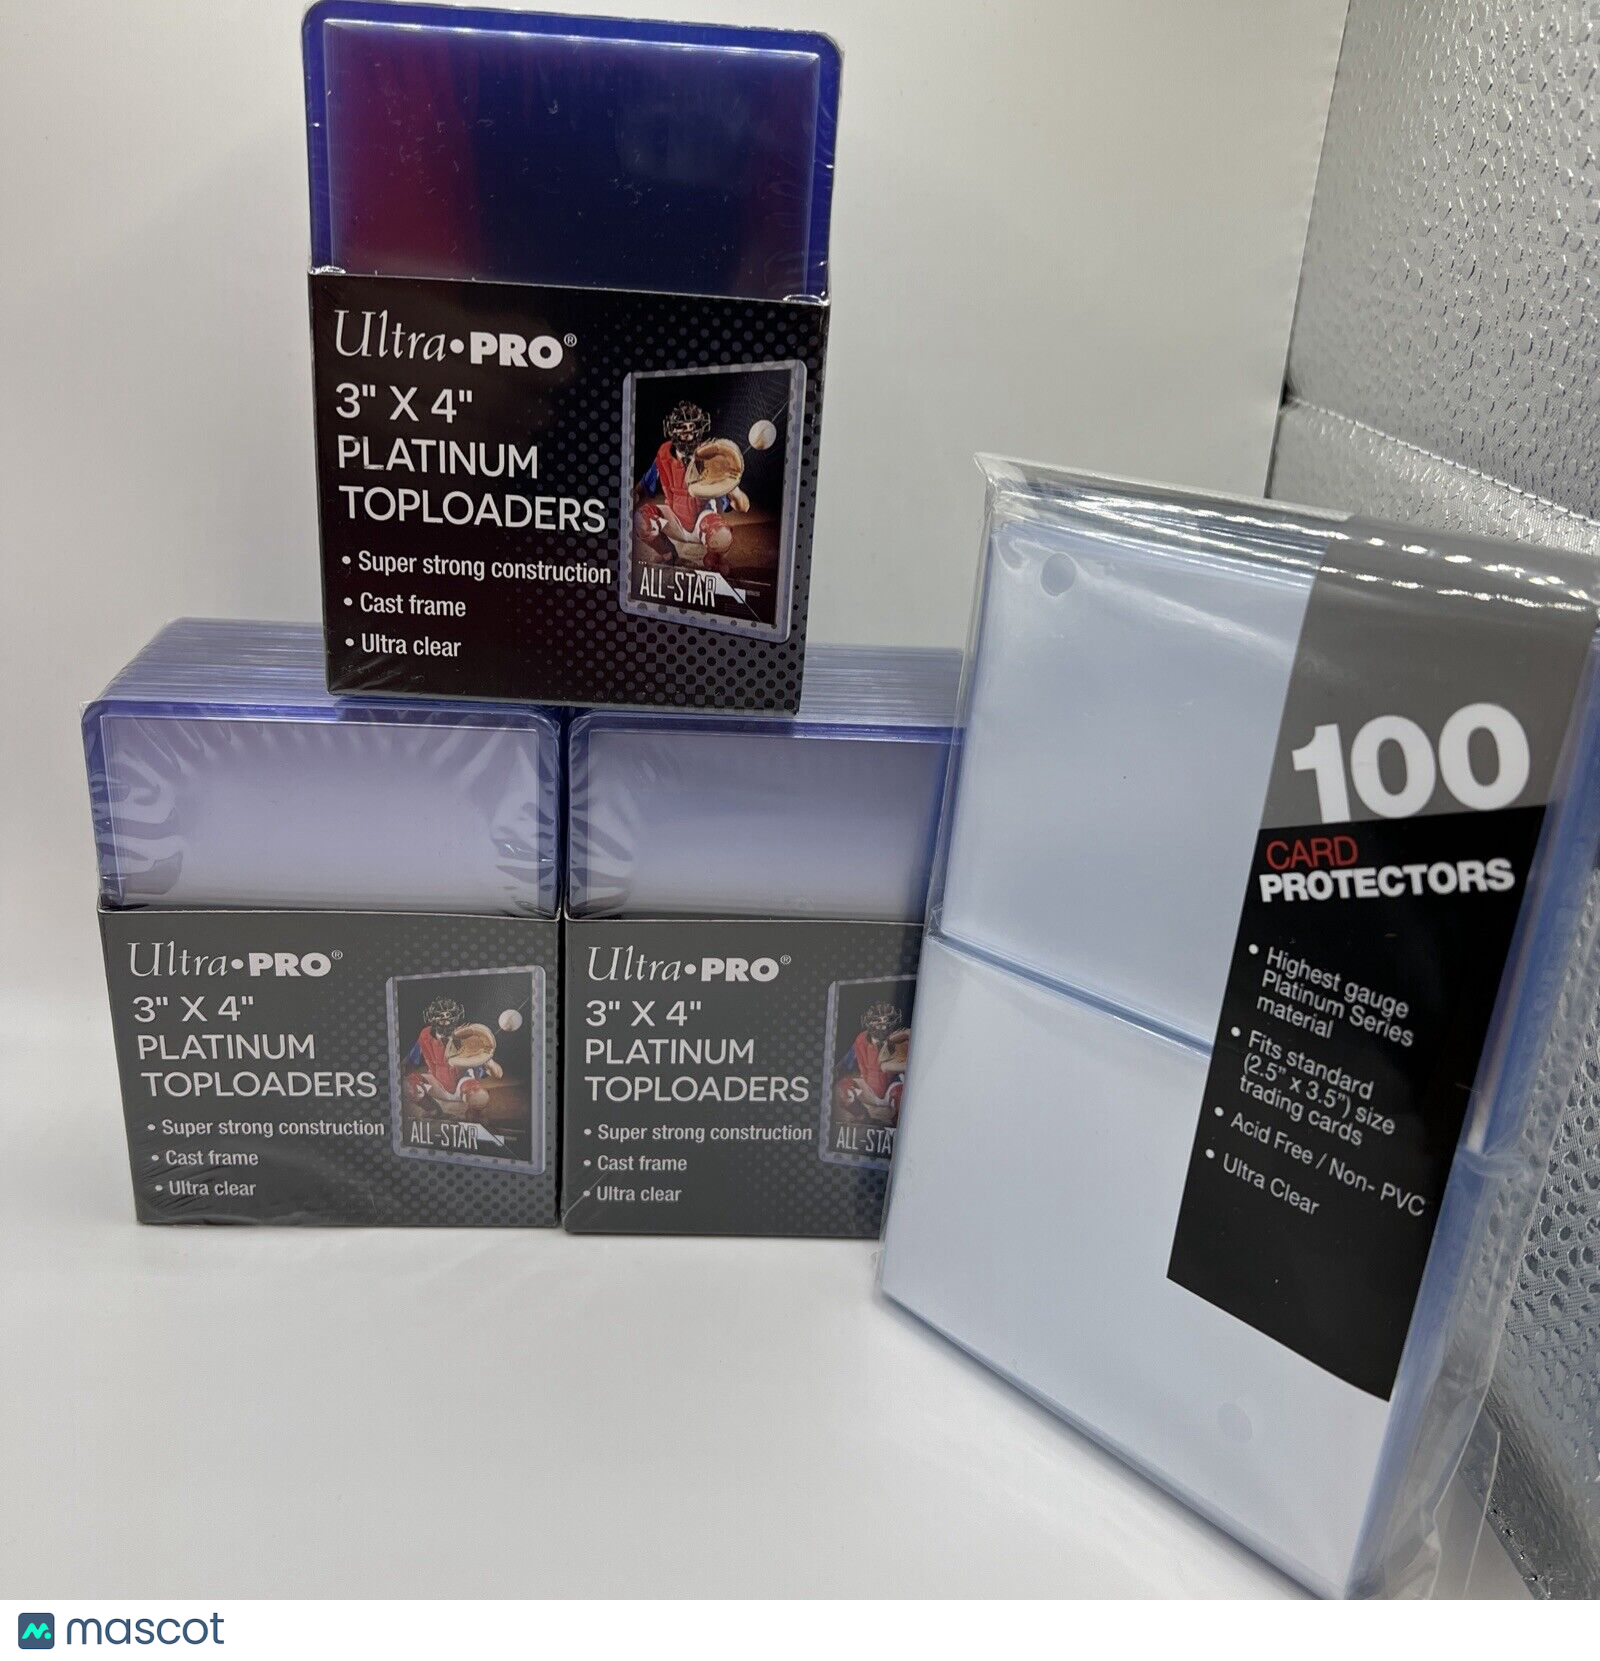 Ultra•PRO®
3" X 4"
PLATINUM
TOPLOADERS
• Super strong construction
• Cast frame
• Ultra clear
ALL-STAR
Ultra•PRO®
3" X 4"
PLATINUM
TOPLOADERS
• Super strong construction
• Cast frame
• Ultra clear
ALL-STAR
Ultra•PRO®
3" X 4"
PLATINUM
TOPLOADERS
• Super strong construction
• Cast frame
• Ultra clear
ALL-STA
100
CARD
PROTECTORS
• Highest gauge
Platinum Series
material
• Fits standard
(2.5" x 3.5") size
trading cards
• Acid Free / Non- PVC
• Ultra Clear
mascot